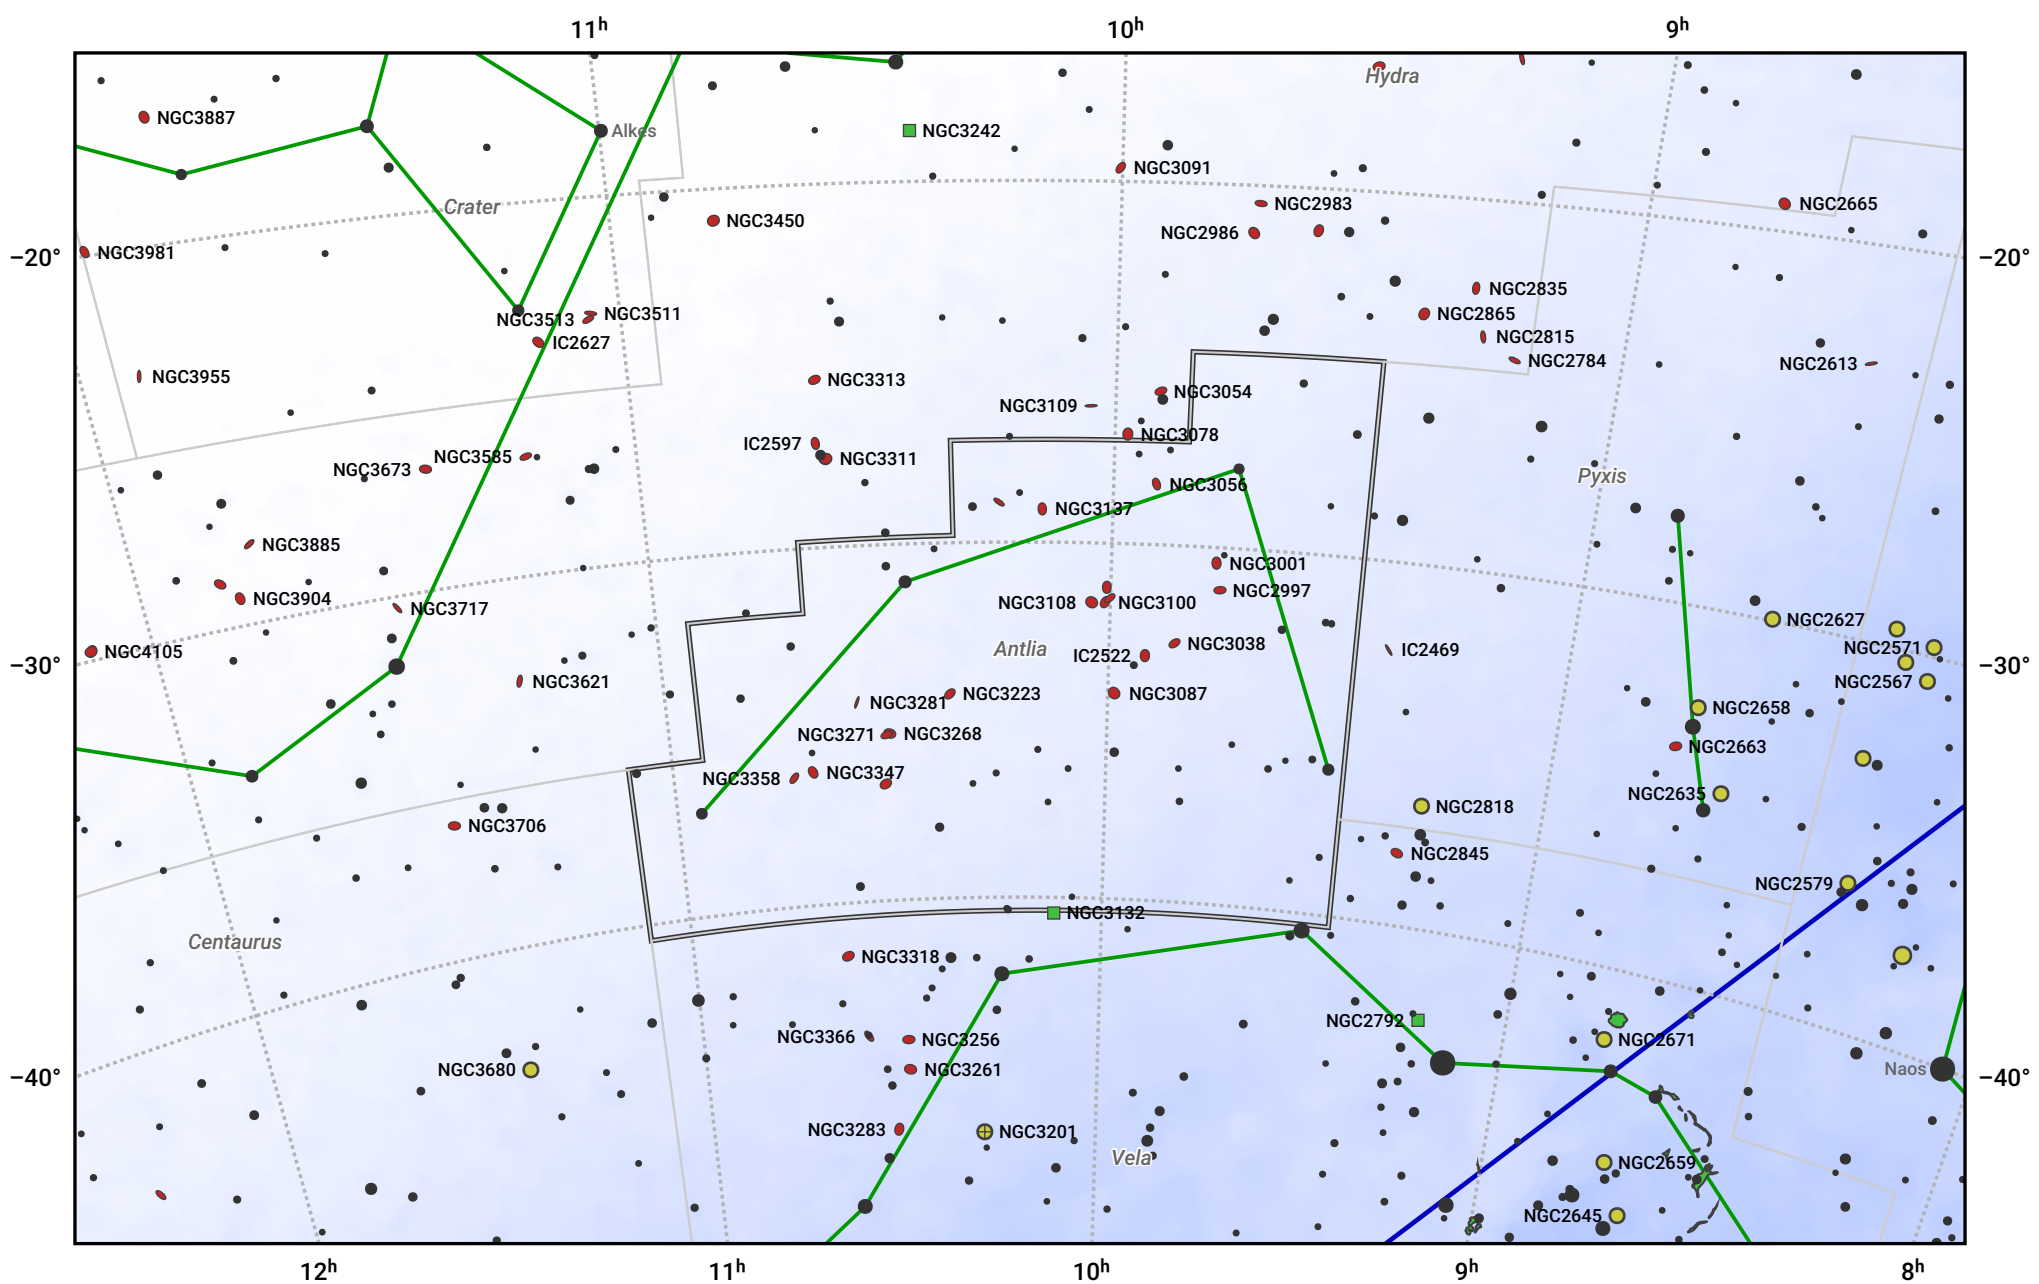 11h
10h
9h
Hydra
NGC3887
Alkes
NGC3242
NGC3091
Crater
NGC2983
NGC2665
NGC3450
NGC2986
NGC3981
−20°
−20°
NGC2835
NGC3513
NGC3511
NGC2865
IC2627
NGC2815
NGC2784
NGC2613
NGC3955
NGC3313
NGC3054
NGC3109
NGC3078
IC2597
NGC3311
NGC3585
NGC3673
Pyxis
NGC3056
NGC3137
NGC3885
NGC3001
NGC2997
NGC3904
NGC3108
NGC3100
NGC3717
NGC2627
NGC4105
Antlia
IC2522
NGC3038
IC2469
NGC2571
−30°
−30°
NGC3621
NGC2567
NGC3281
NGC3223
NGC3087
NGC2658
NGC3271
NGC3268
NGC2663
NGC3358
NGC3347
NGC2635
NGC2818
NGC3706
NGC2845
NGC2579
NGC3132
Centaurus
NGC3318
NGC2792
NGC3366
NGC3256
NGC2671
NGC3680
NGC3261
Naos
−40°
−40°
NGC3283
NGC3201
Vela
NGC2659
NGC2645
12h
11h
10h
9h
8h